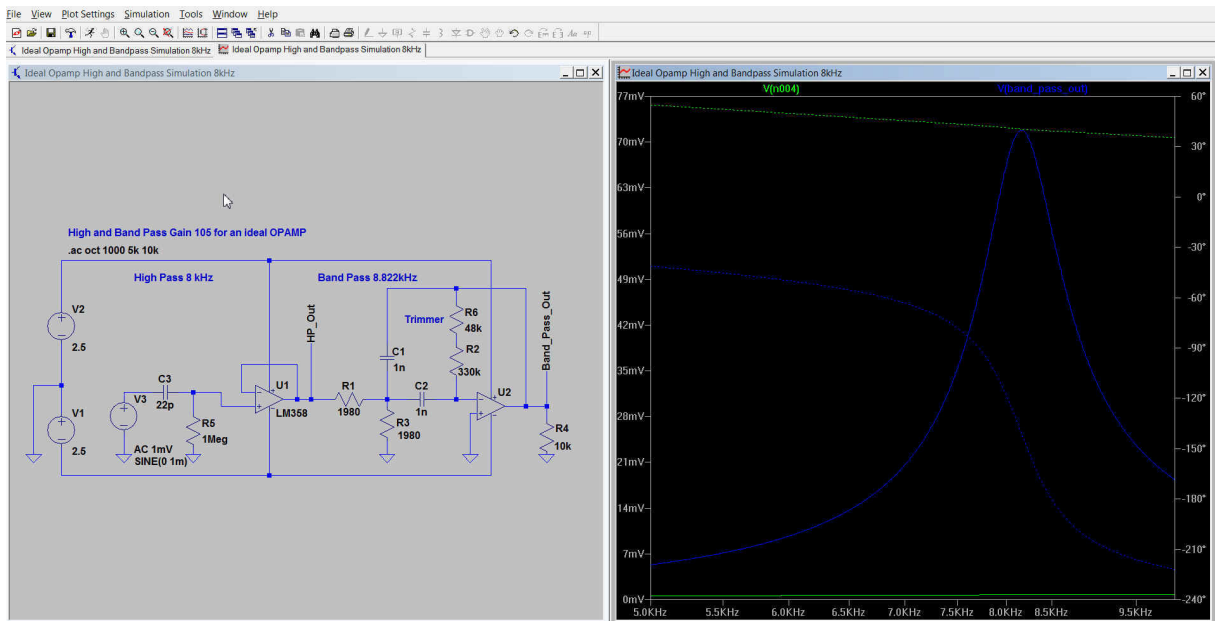 File View Plot Settings Simulation Tools Window Help
Ideal Opamp High and Bandpass Simulation 8kHz Ideal Opamp High and Bandpass Simulation 8kHz
Ideal Opamp High and Bandpass Simulation 8kHz
High and Band Pass Gain 105 for an ideal OPAMP
.ac oct 1000 5k 10k
High Pass 8 kHz
Band Pass 8.822kHz
V2
2.5
V1
2.5
V3
AC 1mV
SINE(0 1m)
C3
22p
R5
1Meg
U1
LM358
HP_Out
R1
1980
C1
1n
R3
1980
C2
1n
Trimmer
R6
48k
R2
330k
U2
Band_Pass_Out
R4
10k
Ideal Opamp High and Bandpass Simulation 8kHz
V(n004)
V(band_pass_out)
77mV
70mV
63mV
56mV
49mV
42mV
35mV
28mV
21mV
14mV
7mV
0mV
60°
30°
0°
-30°
-60°
-90°
-120°
-150°
-180°
-210°
-240°
5.0KHz 5.5KHz 6.0KHz 6.5KHz 7.0KHz 7.5KHz 8.0KHz 8.5KHz 9.5KHz